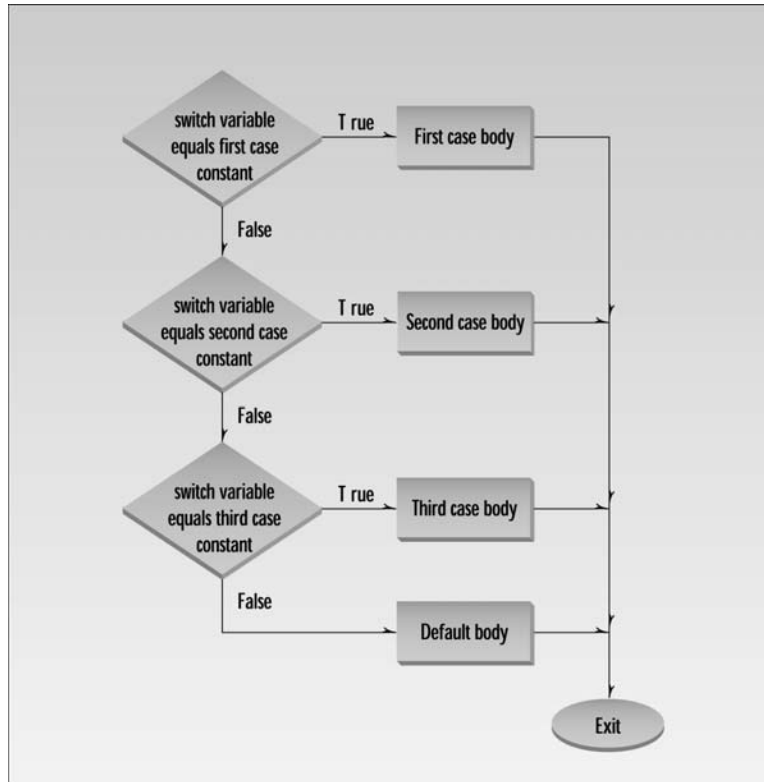 switch variable
equals first case
constant
T rue
First case body
False
switch variable
equals second case
constant
T rue
Second case body
False
switch variable
equals third case
constant
T rue
Third case body
False
Default body
Exit